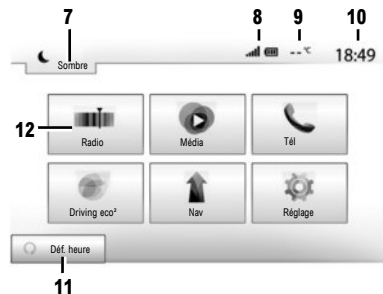 7 8 9 10
Sombre -- °C 18:49
12
Radio Média Tél
Driving eco² Nav Réglage
Déf. heure
11